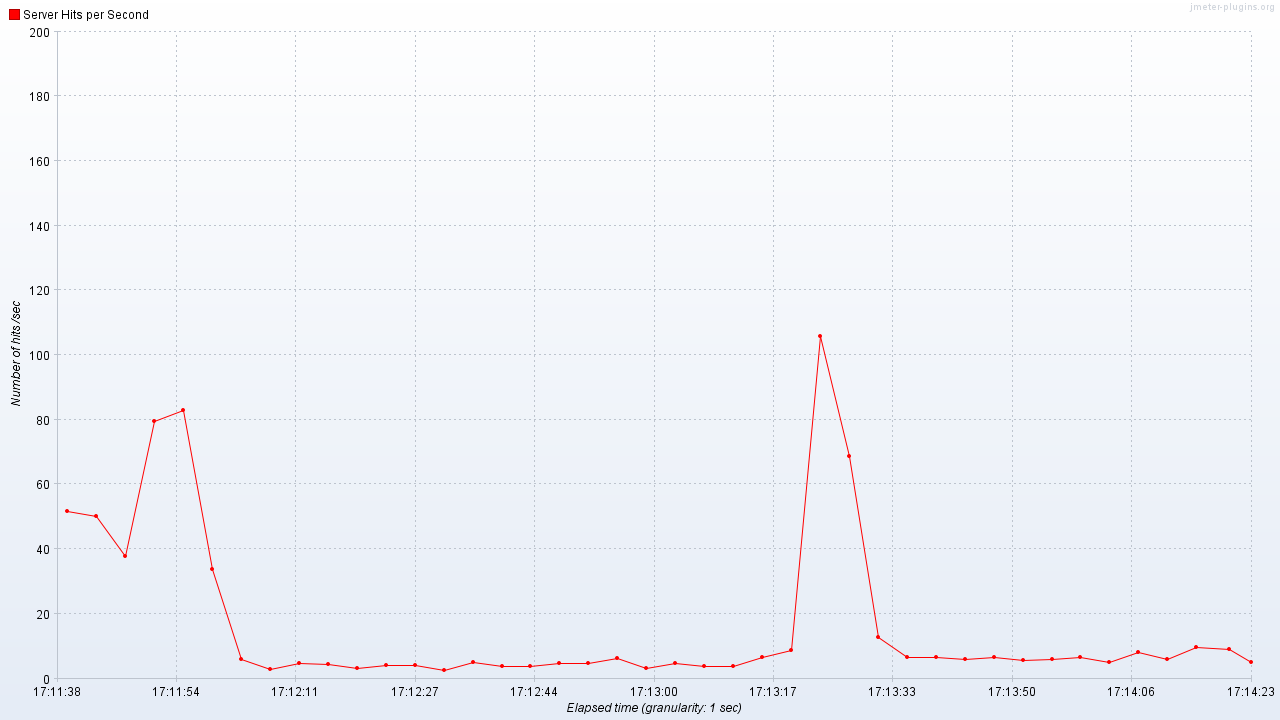 jmeter-plugins.org
Server Hits per Second
200
180
160
140
120
100
80
60
40
20
0
Number of hits /sec
17:11:38 17:11:54 17:12:11 17:12:27 17:12:44 17:13:00 17:13:17 17:13:33 17:13:50 17:14:06 17:14:23
Elapsed time (granularity: 1 sec)